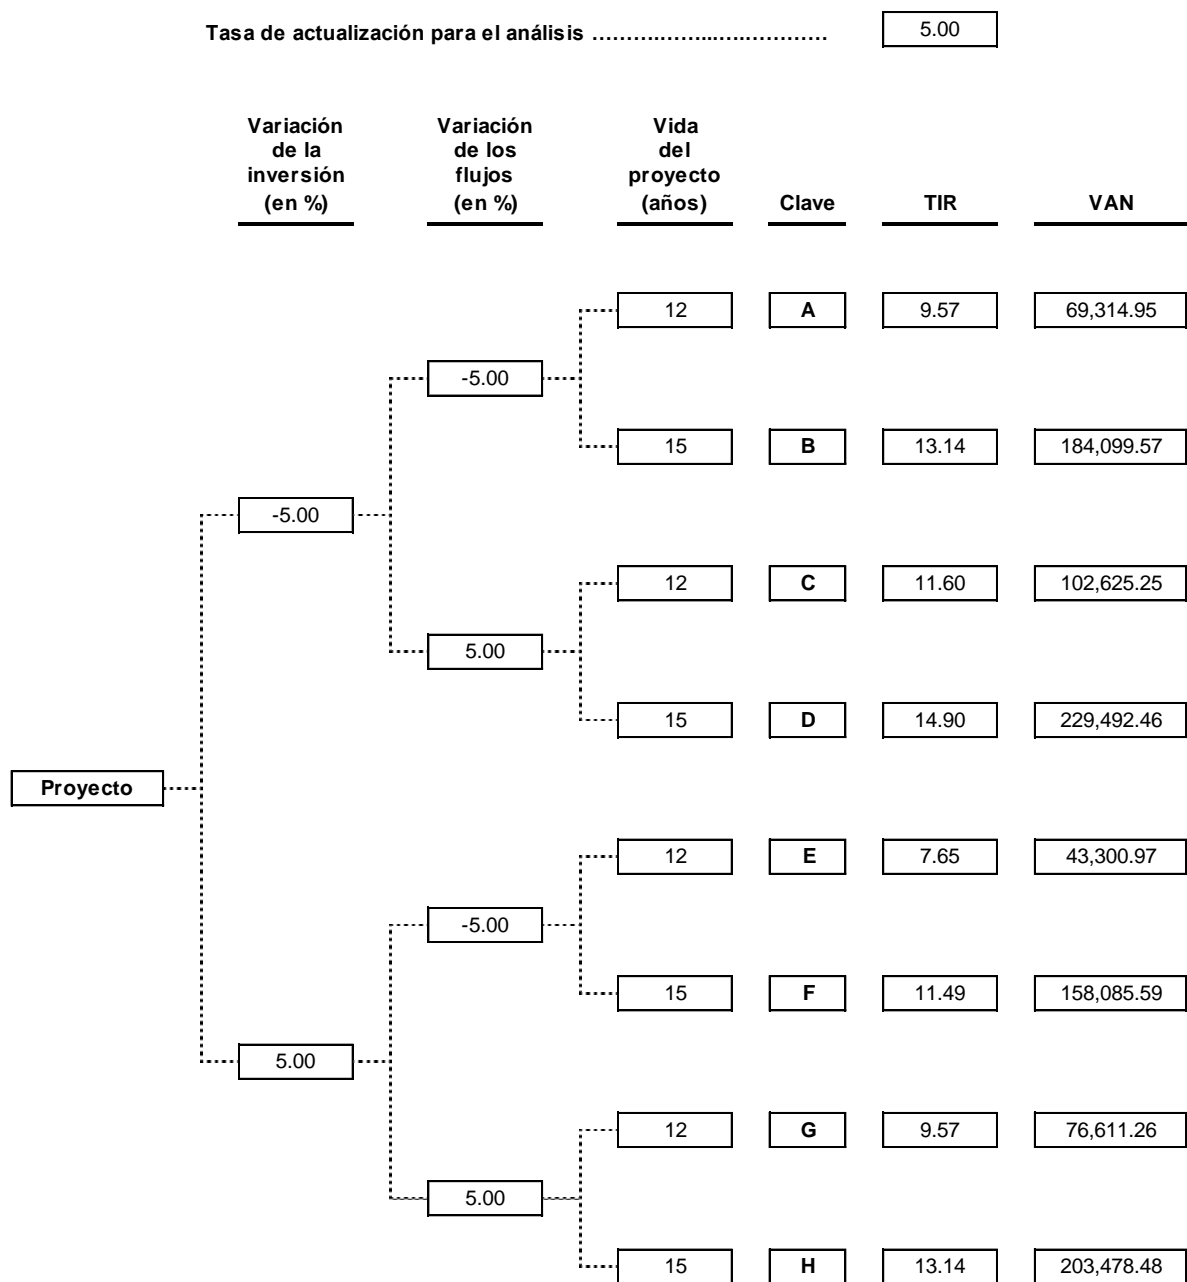 Tasa de actualización para el análisis ………..……...…..………… 5.00
Variación Variación Vida
de la de los del
inversión flujos proyecto
(en %) (en %) (años) Clave TIR VAN
12 A 9.57 69,314.95
-5.00
15 B 13.14 184,099.57
-5.00
12 C 11.60 102,625.25
5.00
15 D 14.90 229,492.46
Proyecto
12 E 7.65 43,300.97
-5.00
15 F 11.49 158,085.59
5.00
12 G 9.57 76,611.26
5.00
15 H 13.14 203,478.48